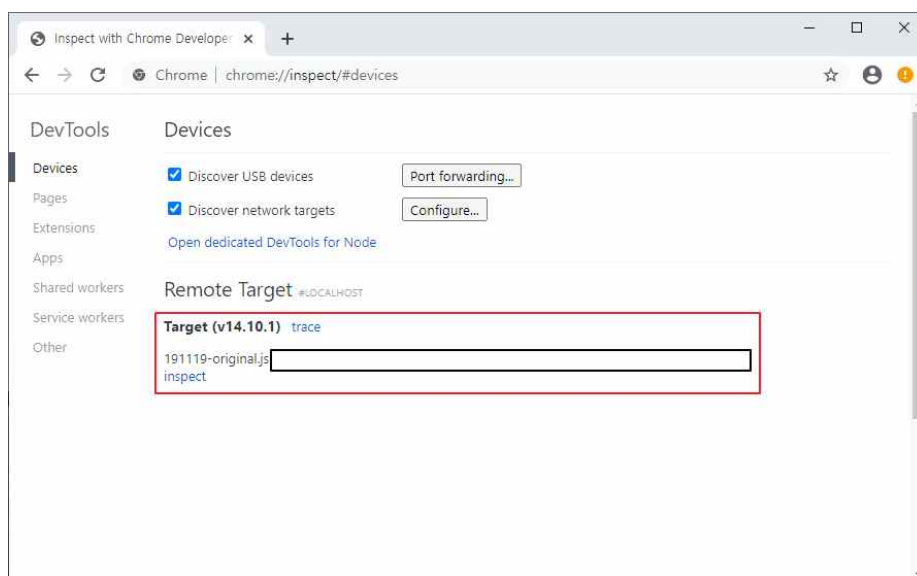 Inspect with Chrome Developer
Chrome | chrome://inspect/#devices
DevTools
Devices
Pages
Extensions
Apps
Shared workers
Service workers
Other
Devices
Discover USB devices
Port forwarding...
Discover network targets
Configure...
Open dedicated DevTools for Node
Remote Target #LOCALHOST
Target (v14.10.1) trace
191119-original.js
inspect